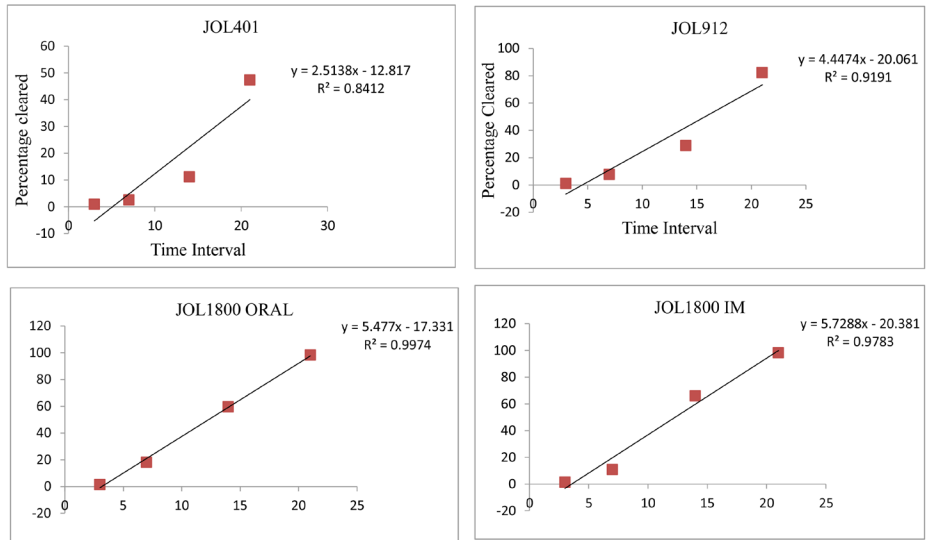 JOL401
y = 2.5138x - 12.817
R² = 0.8412
Percentage cleared
60
50
40
30
20
10
0
-10
0 10 20 30
Time Interval
JOL912
y = 4.4474x - 20.061
R² = 0.9191
Percentage Cleared
100
80
60
40
20
0
-20
0 5 10 15 20 25
Time Interval
JOL1800 ORAL
y = 5.477x - 17.331
R² = 0.9974
120
100
80
60
40
20
0
-20
0 5 10 15 20 25
JOL1800 IM
y = 5.7288x - 20.381
R² = 0.9783
120
100
80
60
40
20
0
-20
0 5 10 15 20 25